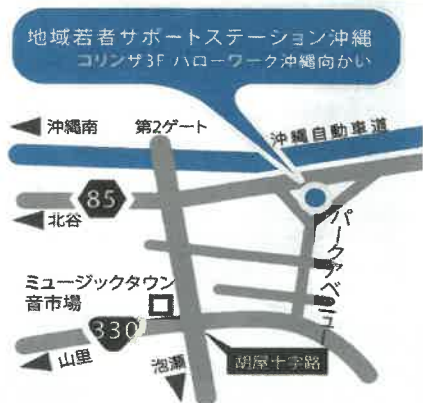 地域若者サポートステーション沖縄
コリンザ3F ハローワーク沖縄向かい
沖縄南
第2ゲート
沖縄自動車道
85
北谷
パークアベニュー
ミュージックタウン
音市場
330
山里
泡瀬
胡屋十字路